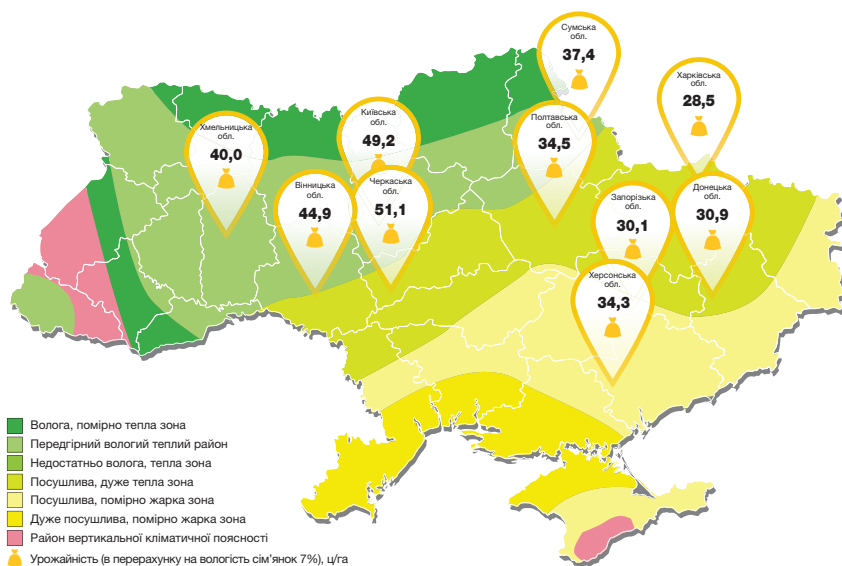 Сумська
обл.
37,4
Харківська
обл.
28,5
Київська
обл.
49,2
Полтавська
обл.
34,5
Хмельницька
обл.
40,0
Вінницька
обл.
44,9
Черкаська
обл.
51,1
Запорізька
обл.
30,1
Донецька
обл.
30,9
Херсонська
обл.
34,3
Волога, помірно тепла зона
Передгірний вологий теплий район
Недостатньо волога, тепла зона
Посушлива, дуже тепла зона
Посушлива, помірно жарка зона
Дуже посушлива, помірно жарка зона
Район вертикальної кліматичної поясності
Урожайність (в перерахунку на вологість сім’янок 7%), ц/га